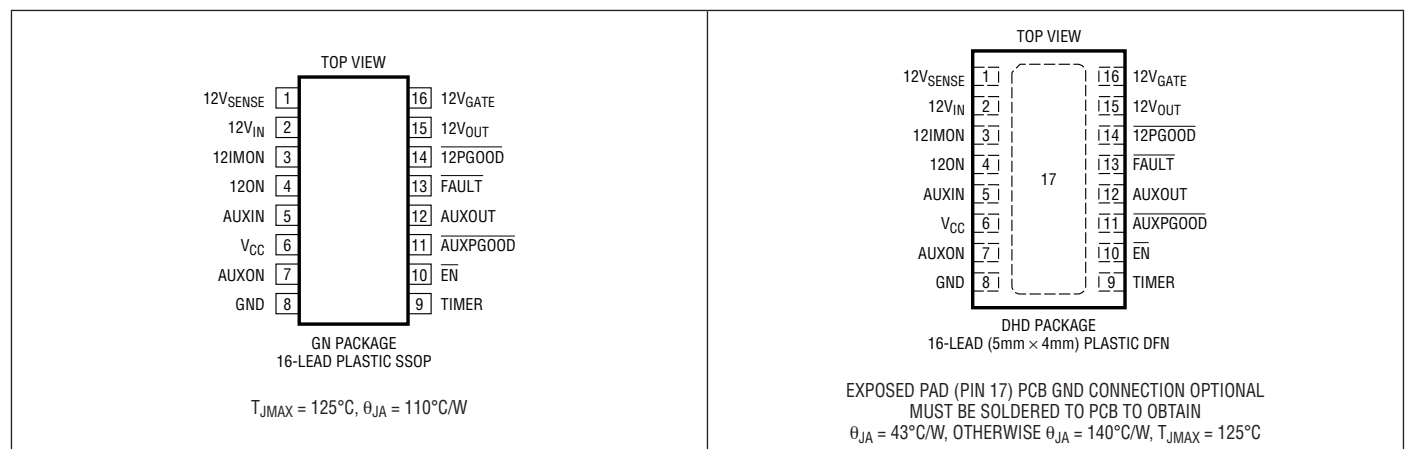 TOP VIEW
12VSENSE 1 16 12VGATE
12VIN 2 15 12VOUT
12IMON 3 14 12PGOOD
12ON 4 13 FAULT
AUXIN 5 12 AUXOUT
VCC 6 11 AUXPGOOD
AUXON 7 10 EN
GND 8 9 TIMER
GN PACKAGE
16-LEAD PLASTIC SSOP
TJMAX = 125°C, θJA = 110°C/W
TOP VIEW
12VSENSE 1 16 12VGATE
12VIN 2 15 12VOUT
12IMON 3 14 12PGOOD
12ON 4 13 FAULT
17
AUXIN 5 12 AUXOUT
VCC 6 11 AUXPGOOD
AUXON 7 10 EN
GND 8 9 TIMER
DHD PACKAGE
16-LEAD (5mm × 4mm) PLASTIC DFN
EXPOSED PAD (PIN 17) PCB GND CONNECTION OPTIONAL
MUST BE SOLDERED TO PCB TO OBTAIN
θJA = 43°C/W, OTHERWISE θJA = 140°C/W, TJMAX = 125°C